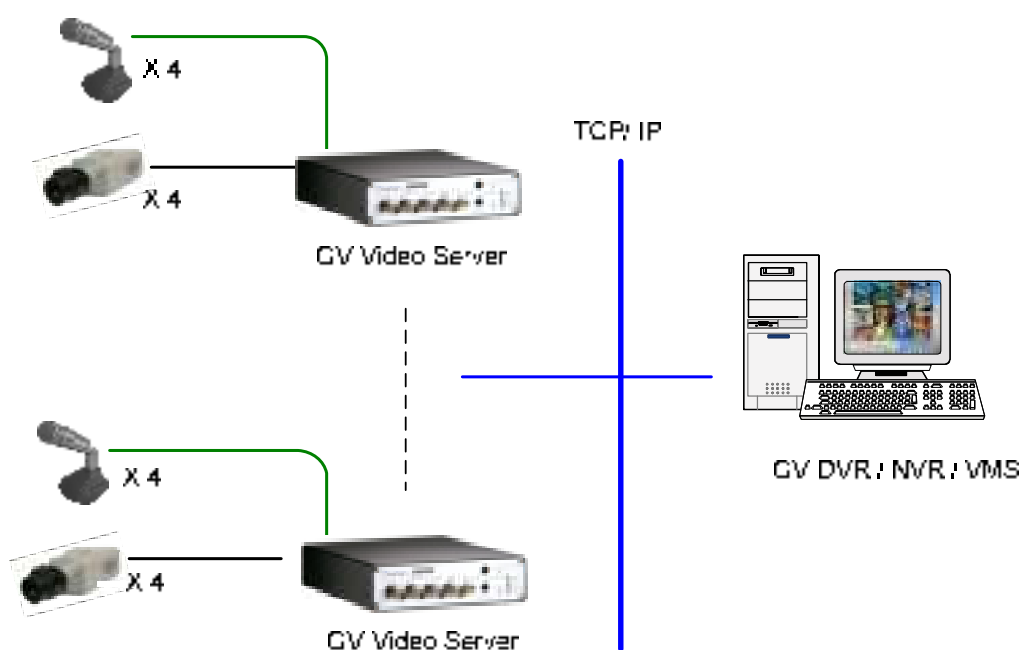 X 4
TCP/IP
X 4
GV Video Server
GV DVR / NVR / VMS
X 4
X 4
GV Video Server